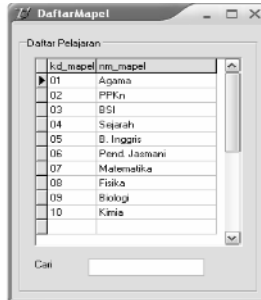 DaftarMapel
Daftar Pelajaran
kd_mapel nm_mapel
01 Agama
02 PPKn
03 BSI
04 Sejarah
05 B. Inggris
06 Pend. Jasmani
07 Matematika
08 Fisika
09 Biologi
10 Kimia
Cari